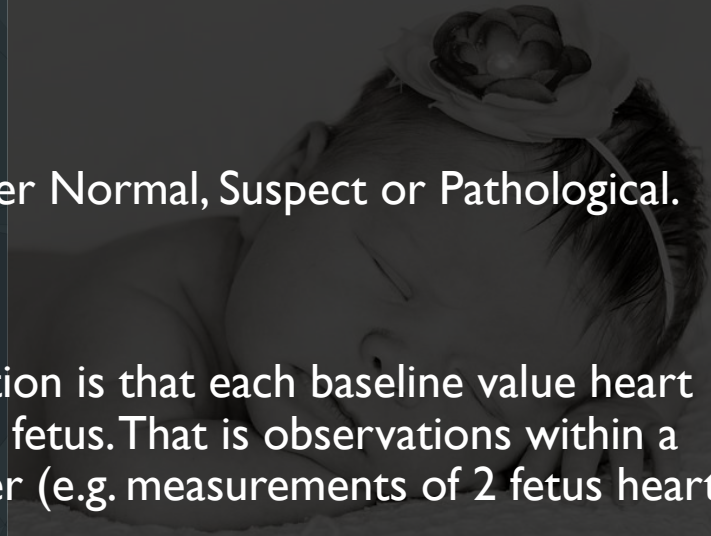 er Normal, Suspect or Pathological.
tion is that each baseline value heart
fetus. That is observations within a
er (e.g. measurements of 2 fetus heart